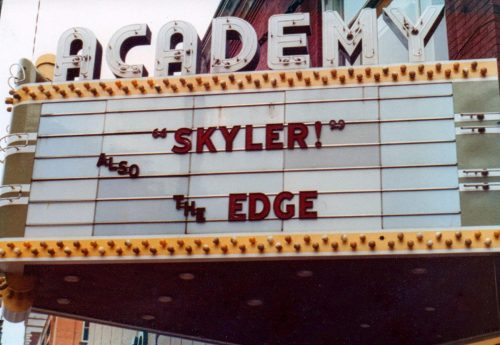 ACADEMY
"SKYLER!"
ALSO
THE EDGE